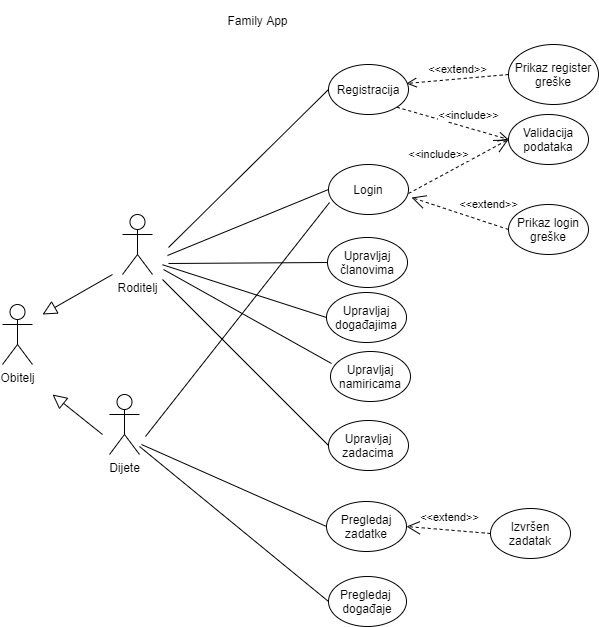 Family App
Prikaz register
greške
<<extend>>
Registracija
<<include>>
Validacija
podataka
<<include>>
Login
<<extend>>
Prikaz login
greške
Upravljaj
članovima
Roditelj
Upravljaj
događajima
Obitelj
Upravljaj
namiricama
Upravljaj
zadacima
Dijete
Pregledaj
zadatke
<<extend>>
Izvršen
zadatak
Pregledaj
događaje